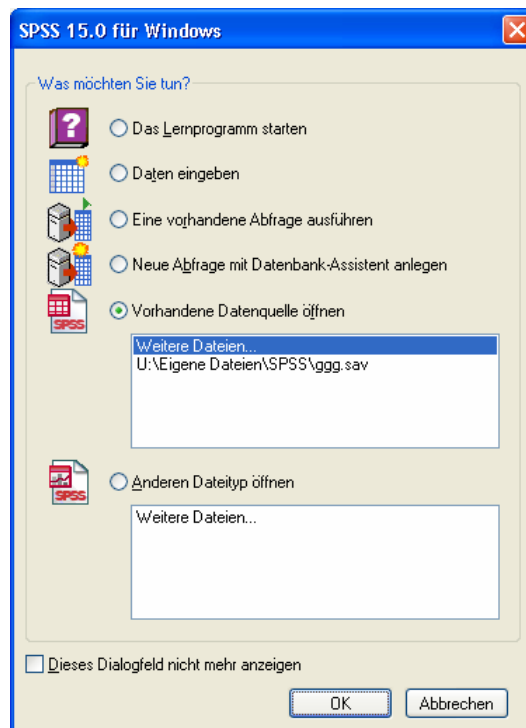 SPSS 15.0 für Windows
Was möchten Sie tun?
Das Lernprogramm starten
Daten eingeben
Eine vorhandene Abfrage ausführen
Neue Abfrage mit Datenbank-Assistent anlegen
SPSS
Vorhandene Datenquelle öffnen
Weitere Dateien...
U:\Eigene Dateien\SPSS\ggg.sav
SPSS
Anderen Dateityp öffnen
Weitere Dateien...
Dieses Dialogfeld nicht mehr anzeigen
OK
Abbrechen